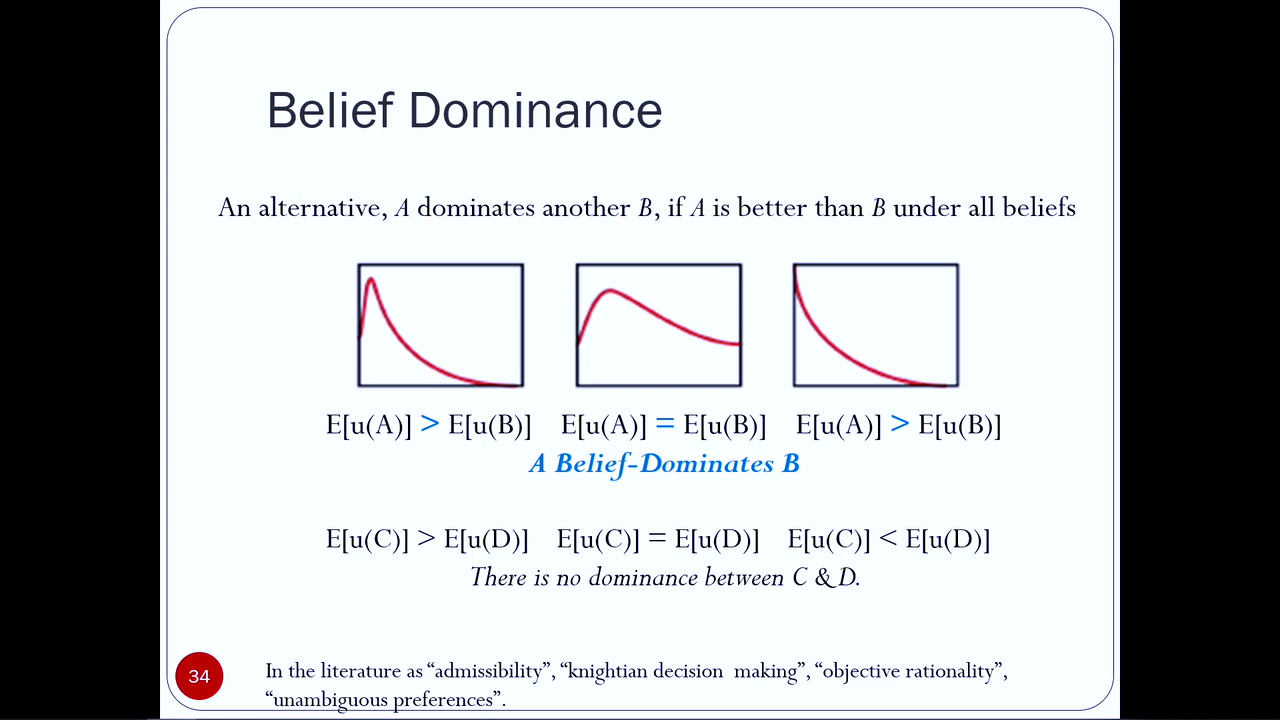 Belief Dominance
An alternative, A dominates another B, if A is better than B under all beliefs
E[u(A)] > E[u(B)] E[u(A)] = E[u(B)] E[u(A)] > E[u(B)]
A Belief-Dominates B
E[u(C)] > E[u(D)] E[u(C)] = E[u(D)] E[u(C)] < E[u(D)]
There is no dominance between C & D.
34
In the literature as “admissibility”, “knightian decision making”, “objective rationality”,
“unambiguous preferences”.